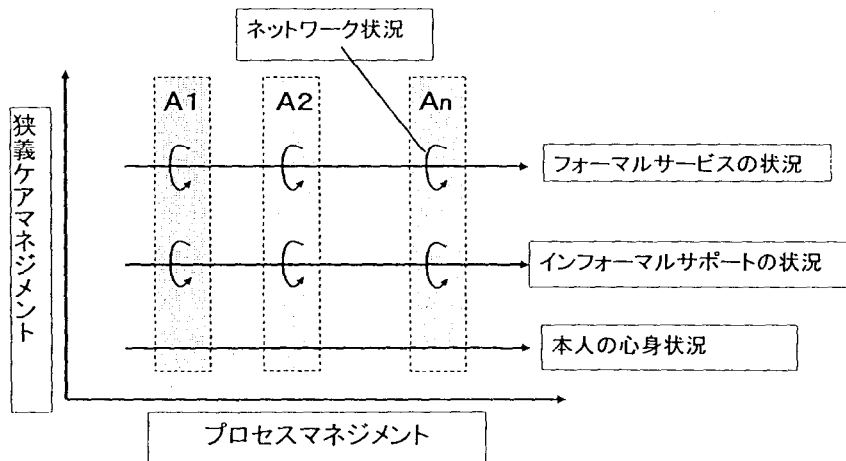 ネットワーク状況
A1
A2
An
狭義ケアマネジメント
フォーマルサービスの状況
インフォーマルサポートの状況
本人の心身状況
プロセスマネジメント